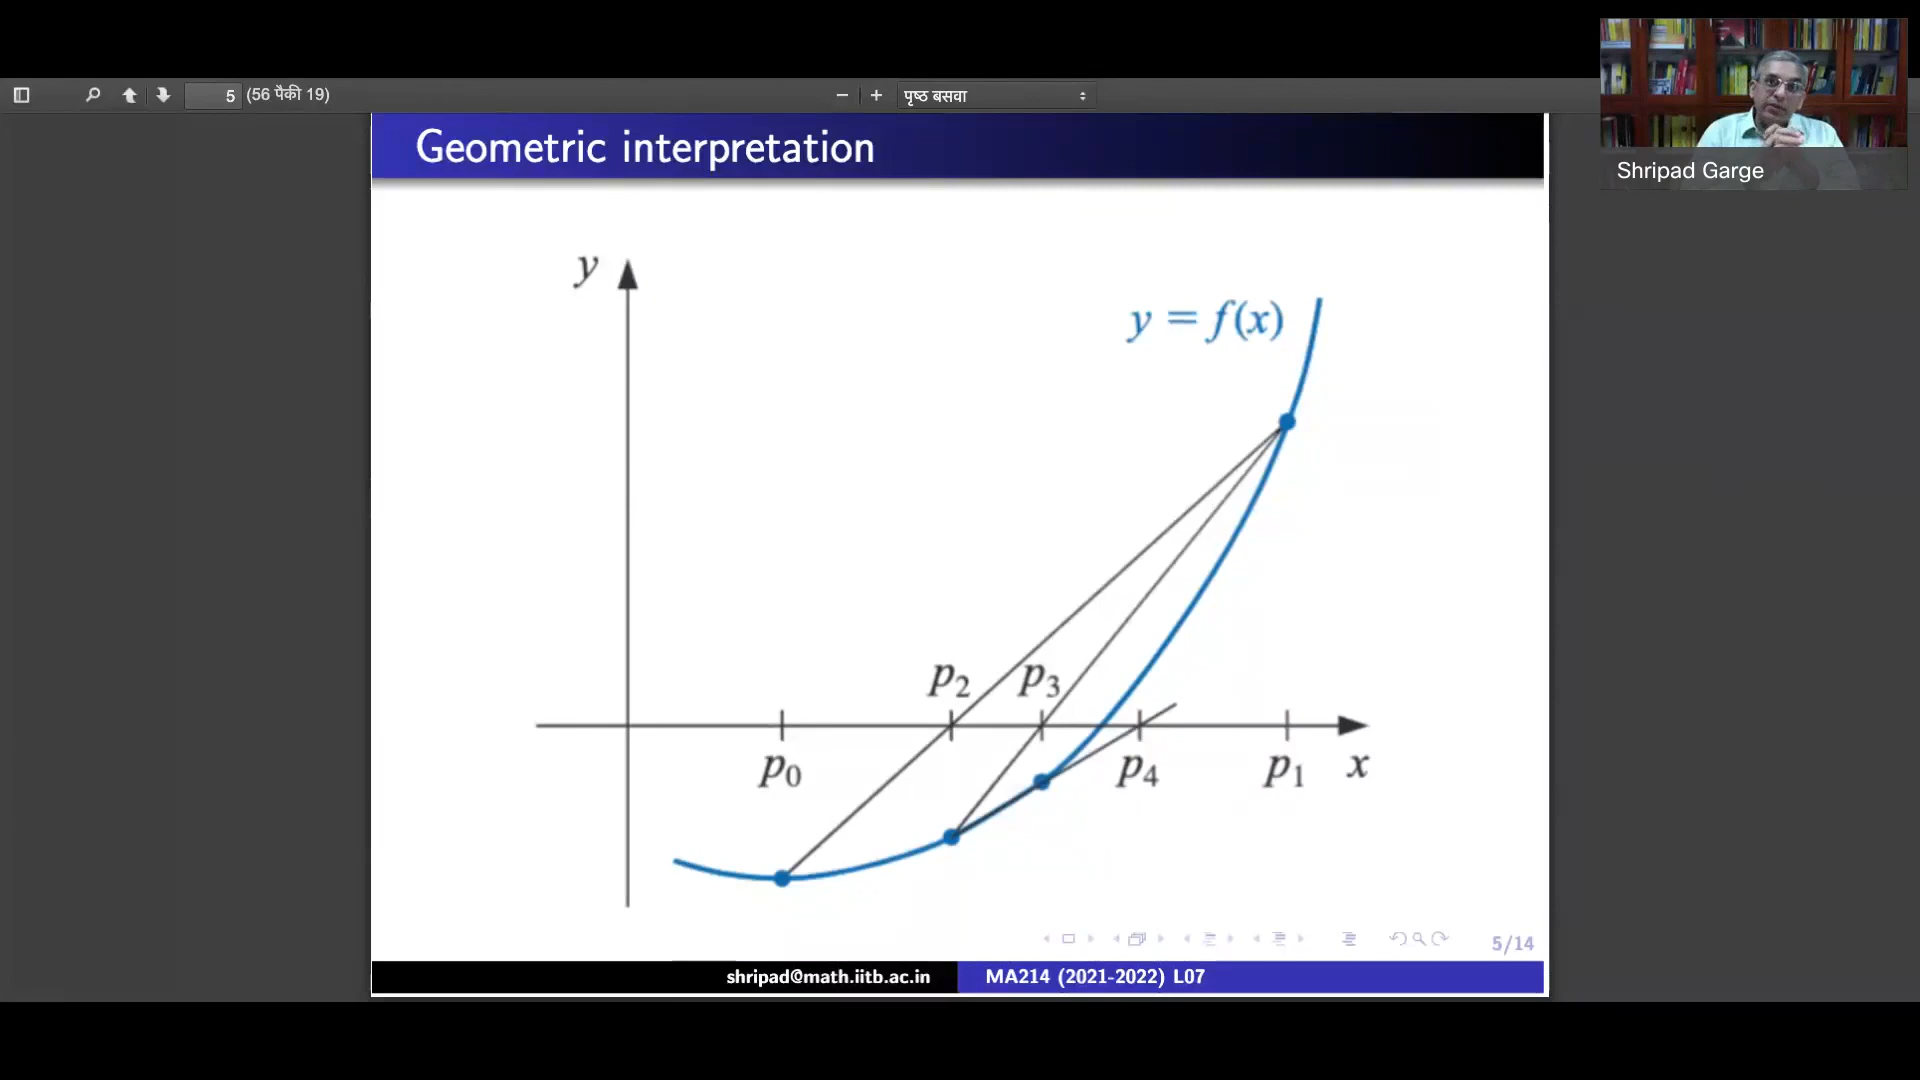 5 (56 पैकी 19)
− + पृष्ठ बसवा
Shripad Garge
Geometric interpretation
y
y = f(x)
p₂ p₃
p₀ p₄ p₁ x
5/14
shripad@math.iitb.ac.in MA214 (2021-2022) L07